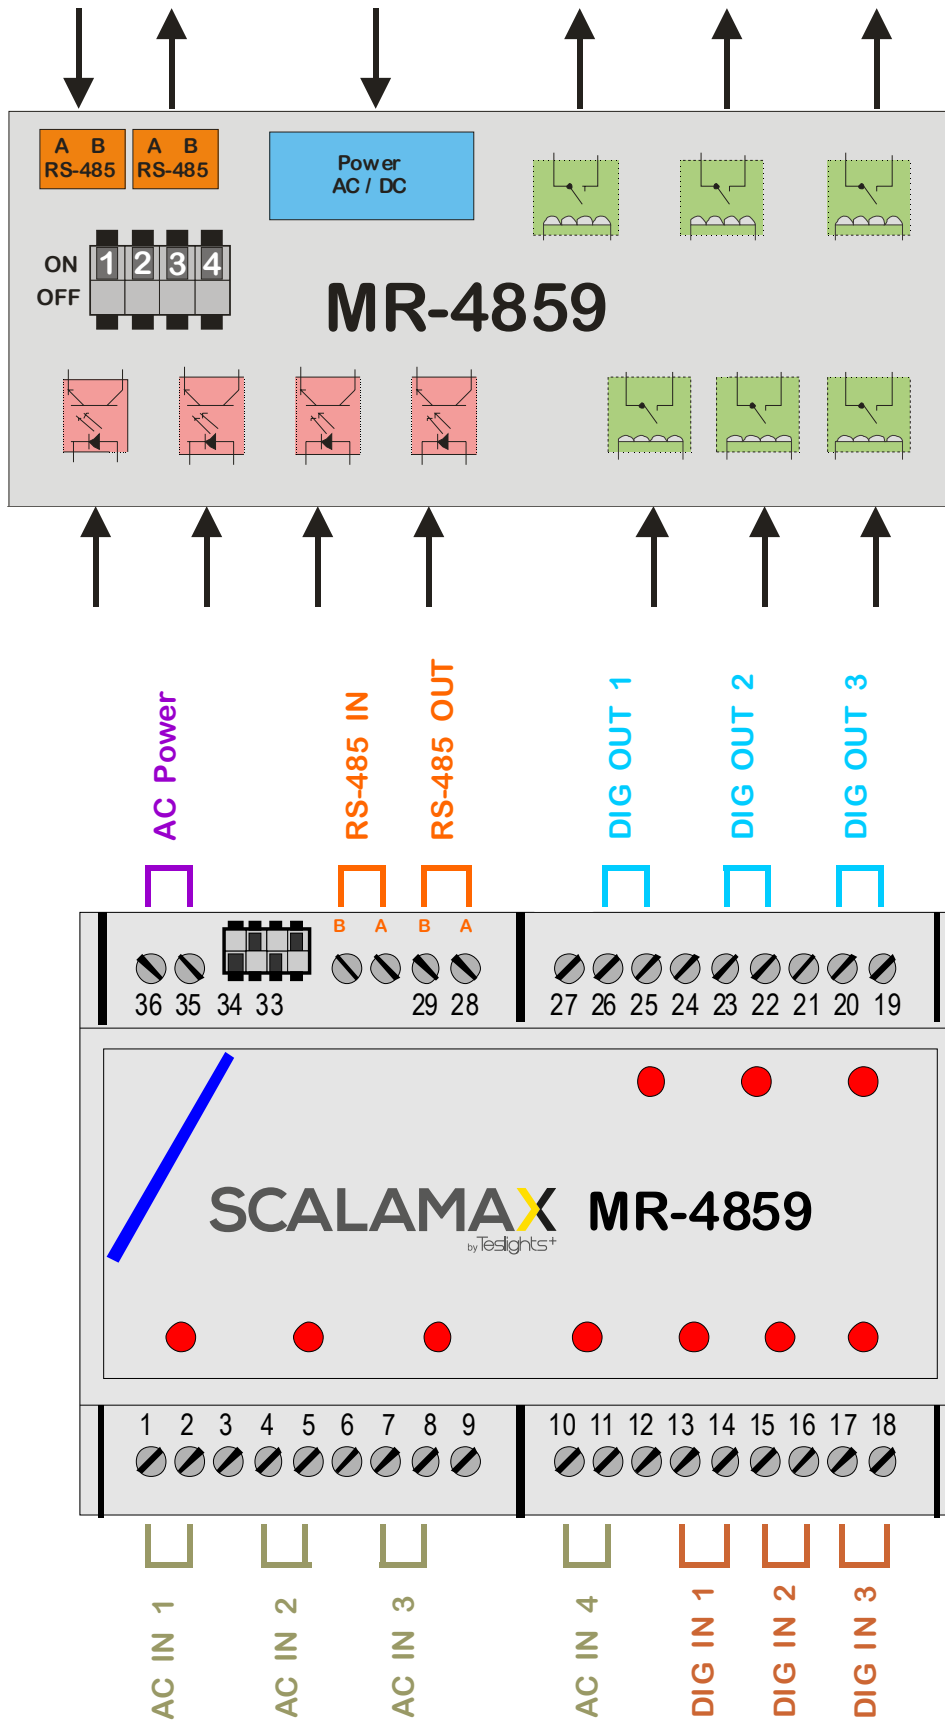 A B A B
RS-485 RS-485
Power
AC / DC
ON 1 2 3 4
OFF
MR-4859
AC Power
RS-485 IN
RS-485 OUT
DIG OUT 1
DIG OUT 2
DIG OUT 3
B A B A
36 35 34 33 29 28 27 26 25 24 23 22 21 20 19
SCALAMAX MR-4859
by Teslights+
1 2 3 4 5 6 7 8 9 10 11 12 13 14 15 16 17 18
AC IN 1
AC IN 2
AC IN 3
AC IN 4
DIG IN 1
DIG IN 2
DIG IN 3